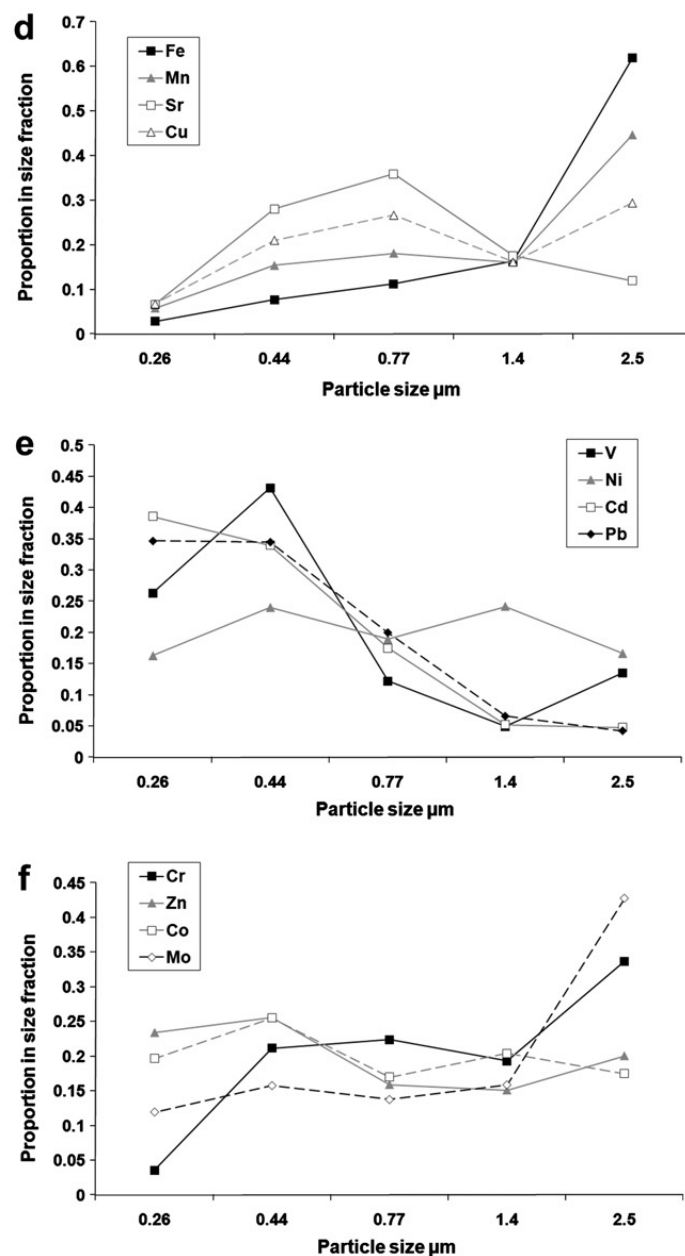 d
Fe
Mn
Sr
Cu
Proportion in size fraction
0.7
0.6
0.5
0.4
0.3
0.2
0.1
0
0.26 0.44 0.77 1.4 2.5
Particle size µm
e
V
Ni
Cd
Pb
Proportion in size fraction
0.5
0.45
0.4
0.35
0.3
0.25
0.2
0.15
0.1
0.05
0
0.26 0.44 0.77 1.4 2.5
Particle size µm
f
Cr
Zn
Co
Mo
Proportion in size fraction
0.45
0.4
0.35
0.3
0.25
0.2
0.15
0.1
0.05
0
0.26 0.44 0.77 1.4 2.5
Particle size µm